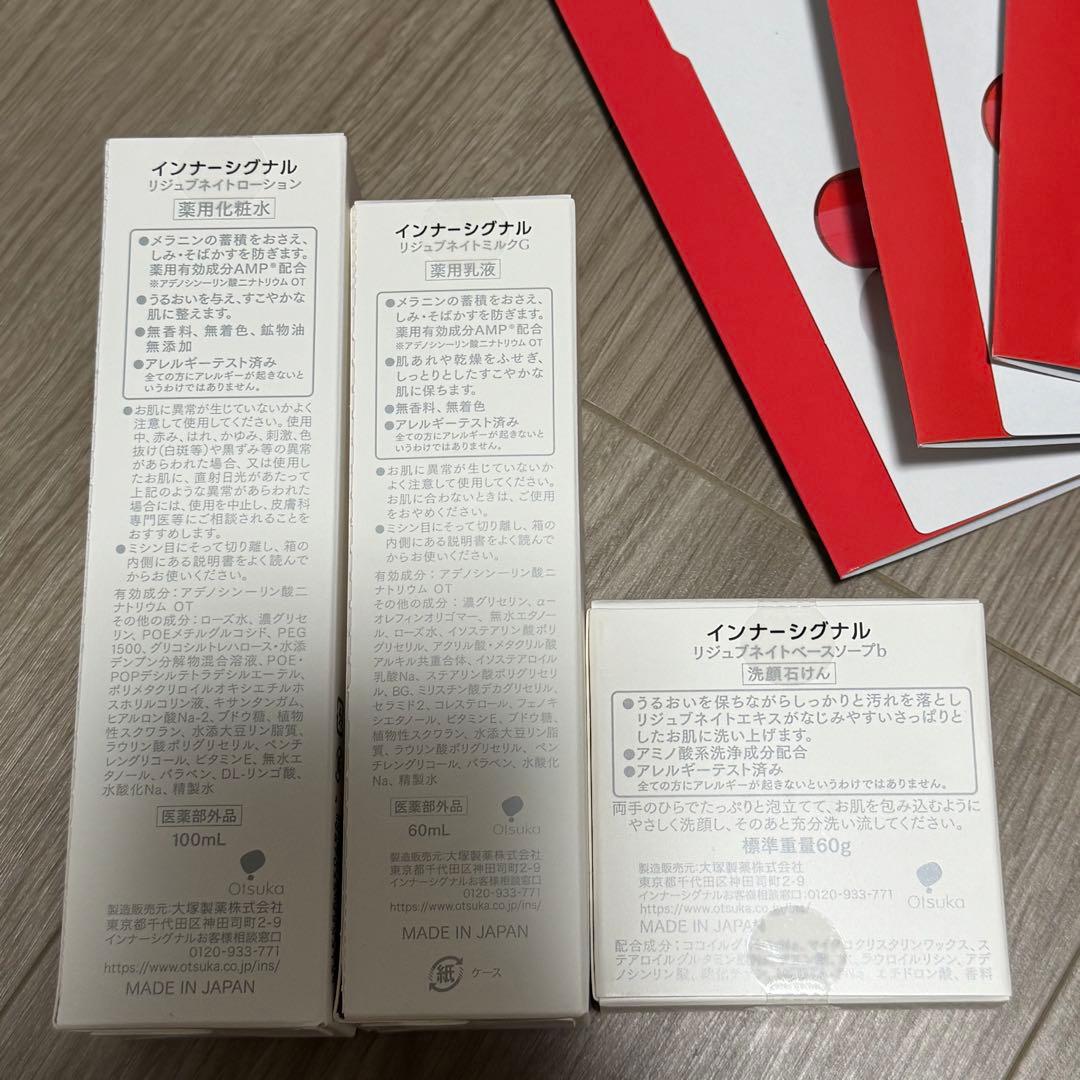 インナーシグナル
リジュブネイトローション
薬用化粧水
●メラニンの蓄積をおさえ、
しみ・そばかすを防ぎます。
薬用有効成分AMP※配合
※アデノシン一リン酸二ナトリウム OT
●うるおいを与え、すこやかな
肌に整えます。
●無香料、無着色、鉱物油
無添加
●アレルギーテスト済み
全ての方にアレルギーが起きないと
いうわけではありません。
●お肌に異常が生じていないかよく
注意して使用してください。使用
中、赤み、はれ、かゆみ、刺激、色
抜け(白斑等)や黒ずみ等の異常
があらわれた場合、又は使用し
たお肌に、直射日光があたって
上記のような異常があらわれた
場合には、使用を中止し、皮膚科
専門医等にご相談されることを
おすすめします。
●ミシン目にそって切り離し、箱の
内側にある説明書をよく読んで
からお使いください。
有効成分：アデノシン一リン酸二
ナトリウム OT
その他の成分：ローズ水、濃グリセ
リン、POEメチルグルコシド、PEG
1500、グリコシルトレハロース・水添
デンプン分解物混合溶液、POE・
POPデシルテトラデシルエーテル、
ポリメタクリロイルオキシエチルホ
スホリルコリン液、キサンタンガム、
ヒアルロン酸Na-2、ブドウ糖、植物
性スクワラン、水添大豆リン脂質、
ラウリン酸ポリグリセリル、ペンチ
レングリコール、ビタミンE、無水エ
タノール、パラベン、DL-リンゴ酸、
水酸化Na、精製水
医薬部外品
100mL
Otsuka
製造販売元：大塚製薬株式会社
東京都千代田区神田司町2-9
インナーシグナルお客様相談窓口
0120-933-771
https://www.otsuka.co.jp/ins/
MADE IN JAPAN
インナーシグナル
リジュブネイトミルクG
薬用乳液
●メラニンの蓄積をおさえ、
しみ・そばかすを防ぎます。
薬用有効成分AMP※配合
※アデノシン一リン酸二ナトリウム OT
●肌あれや乾燥をふせぎ、
しっとりとしたすこやかな
肌に保ちます。
●無香料、無着色
●アレルギーテスト済み
全ての方にアレルギーが起きないと
いうわけではありません。
●お肌に異常が生じていないか
よく注意して使用してください。
お肌に合わないときは、ご使用
をおやめください。
●ミシン目にそって切り離し、箱の
内側にある説明書をよく読んで
からお使いください。
有効成分：アデノシン一リン酸二
ナトリウム OT
その他の成分：濃グリセリン、α-
オレフィンオリゴマー、無水エタノー
ル、ローズ水、イソステアリン酸ポリ
グリセリル、アクリル酸・メタクリル酸
アルキル共重合体、イソステアロイル
乳酸Na、ステアリン酸ポリグリセリ
ル、BG、ミリスチン酸デカグリセリル、
セラミド2、コレステロール、フェノキ
シエタノール、ビタミンE、ブドウ糖、
植物性スクワラン、水添大豆リン脂
質、ラウリン酸ポリグリセリル、ペン
チレングリコール、パラベン、水酸化
Na、精製水
医薬部外品
60mL
Otsuka
製造販売元：大塚製薬株式会社
東京都千代田区神田司町2-9
インナーシグナルお客様相談窓口
0120-933-771
https://www.otsuka.co.jp/ins/
MADE IN JAPAN
紙 ケース
インナーシグナル
リジュブネイトベースソープb
洗顔石けん
●うるおいを保ちながらしっかりと汚れを落とし
リジュブネイトエキスがなじみやすいさっぱりと
したお肌に洗い上げます。
●アミノ酸系洗浄成分配合
●アレルギーテスト済み
全ての方にアレルギーが起きないというわけではありません。
両手のひらでたっぷりと泡立てて、お肌を包み込むように
やさしく洗顔し、そのあと充分洗い流してください。
標準重量60g
製造販売元：大塚製薬株式会社
東京都千代田区神田司町2-9
インナーシグナルお客様相談窓口
0120-933-771
https://www.otsuka.co.jp/ins/
MADE IN JAPAN
Otsuka
配合成分：ココイルグ マイクロクリスタリンワックス、ス
テアロイルグルタミン ラウロイルリシン、アデ
ノシンリン酸、 チドロン酸、香料